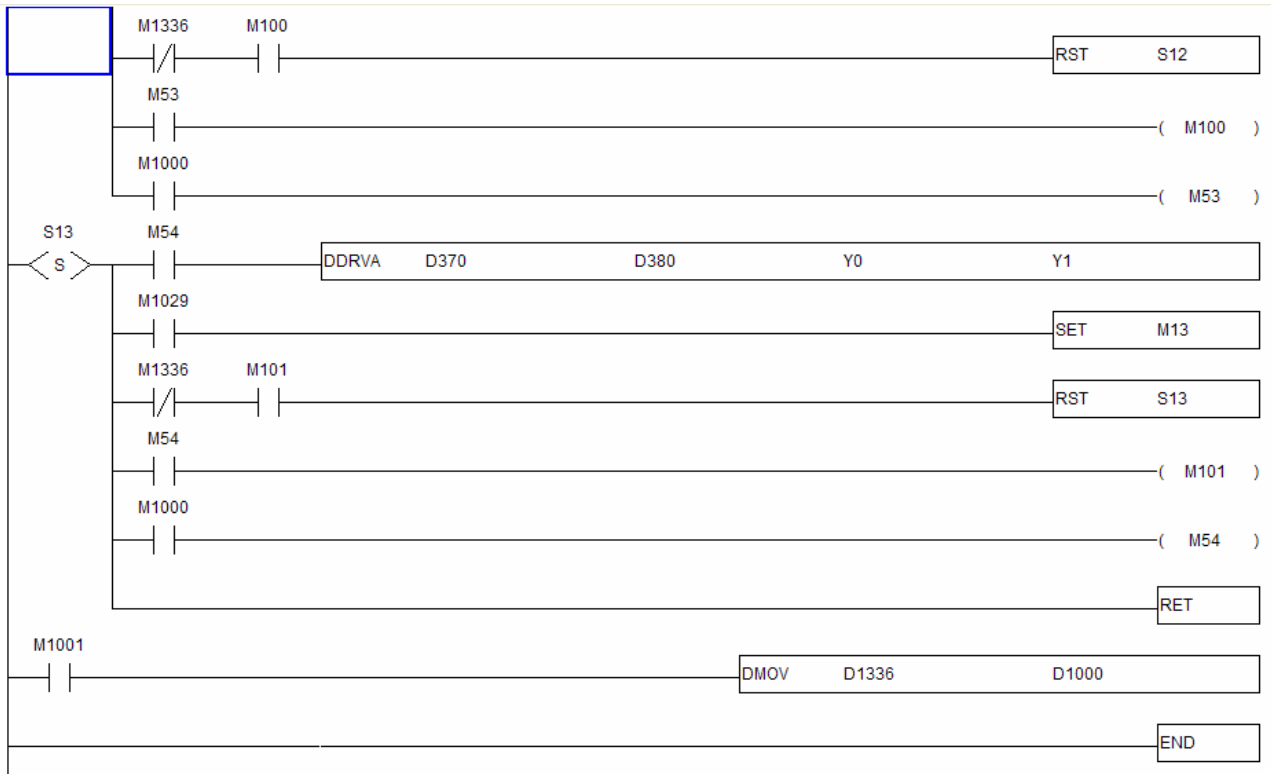 M1336 M100
RST S12
M53
( M100 )
M1000
( M53 )
S13 M54
S DDRVA D370 D380 Y0 Y1
M1029
SET M13
M1336 M101
RST S13
M54
( M101 )
M1000
( M54 )
RET
M1001
DMOV D1336 D1000
END